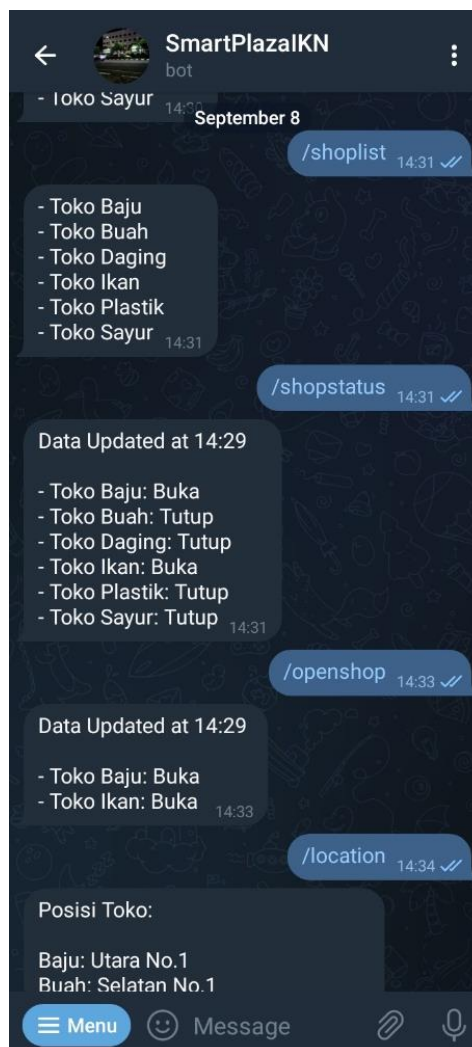 SmartPlazaIKN
bot
- Toko Sayur 14:30
September 8
/shoplist 14:31
- Toko Baju
- Toko Buah
- Toko Daging
- Toko Ikan
- Toko Plastik
- Toko Sayur 14:31
/shopstatus 14:31
Data Updated at 14:29
- Toko Baju: Buka
- Toko Buah: Tutup
- Toko Daging: Tutup
- Toko Ikan: Buka
- Toko Plastik: Tutup
- Toko Sayur: Tutup 14:31
/openshop 14:33
Data Updated at 14:29
- Toko Baju: Buka
- Toko Ikan: Buka 14:33
/location 14:34
Posisi Toko:
Baju: Utara No.1
Buah: Selatan No.1
Menu Message